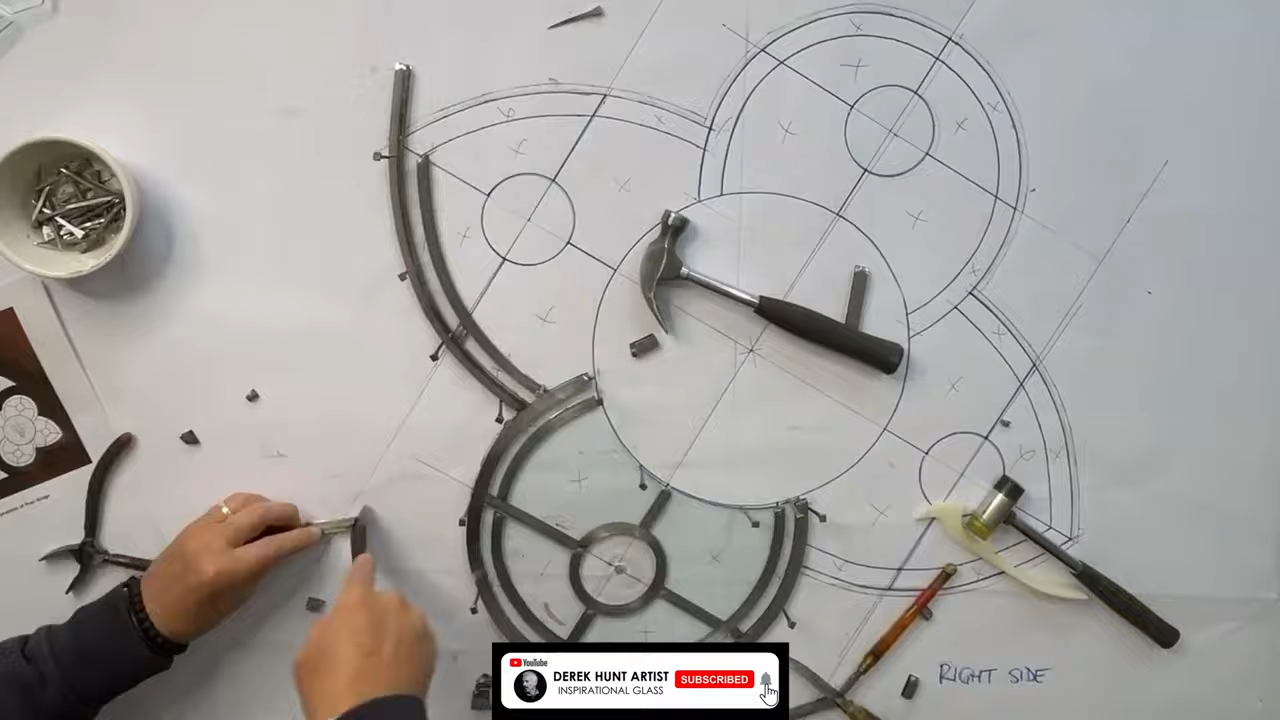 YouTube
DEREK HUNT ARTIST
INSPIRATIONAL GLASS
SUBSCRIBED
RIGHT SIDE